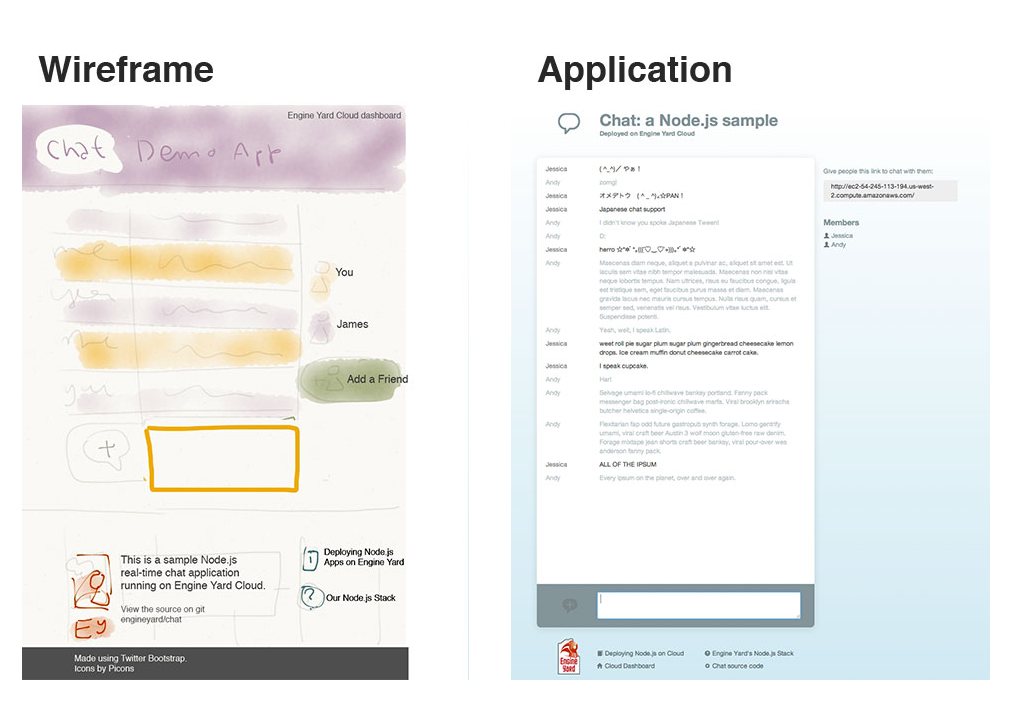 Wireframe
Engine Yard Cloud dashboard
Chat Demo App
me
you
me
you
You
James
Add a Friend
This is a sample Node.js
real-time chat application
running on Engine Yard Cloud.
View the source on git
engineyard/chat
EY
1 Deploying Node.js
Apps on Engine Yard
? Our Node.js Stack
Made using Twitter Bootstrap.
Icons by Picons
Application
Chat: a Node.js sample
Deployed on Engine Yard Cloud
Jessica
Andy zomg!
Jessica
Jessica Japanese chat support
Andy I didn't know you spoke Japanese Tween!
Andy D:
Jessica herro
Andy Maecenas diam neque, aliquet a pulvinar ac, aliquet sit amet est. Ut
iaculis sem vitae nibh tempor malesuada. Maecenas non nisi vitae
neque lobortis tempus. Nam ultrices, risus eu faucibus congue, ligula
est tristique sem, eget faucibus purus massa et diam. Maecenas
gravida lacus nec mauris cursus tempus. Nulla risus quam, cursus et
semper sed, venenatis vel risus. Vestibulum vitae luctus elit.
Suspendisse potenti.
Andy Yeah, well, I speak Latin.
Jessica weet roll pie sugar plum sugar plum gingerbread cheesecake lemon
drops. Ice cream muffin donut cheesecake carrot cake.
Jessica I speak cupcake.
Andy Har!
Andy Selvage umami lo-fi chillwave banksy portland. Fanny pack
messenger bag post-ironic chillwave marfa. Viral brooklyn sriracha
butcher helvetica single-origin coffee.
Andy Flexitarian fap odd future gastropub synth forage. Lomo gentrify
umami, viral craft beer Austin 3 wolf moon gluten-free raw denim.
Forage mixtape jean shorts craft beer banksy, viral pour-over wes
anderson fanny pack.
Jessica ALL OF THE IPSUM
Andy Every ipsum on the planet, over and over again.
Give people this link to chat with them:
http://ec2-54-245-113-194.us-west-
2.compute.amazonaws.com/
Members
Jessica
Andy
Engine
Yard
Deploying Node.js on Cloud
Engine Yard's Node.js Stack
Cloud Dashboard
Chat source code